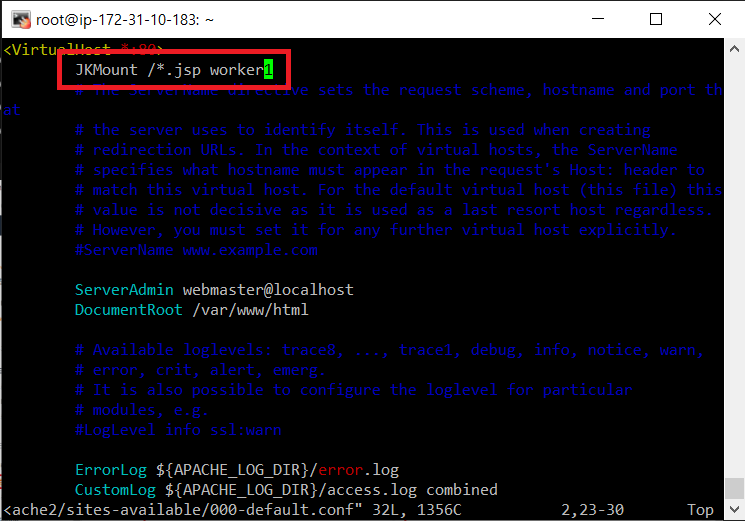 root@ip-172-31-10-183: ~
<VirtualHost *:80>
JKMount /*.jsp worker1
# The ServerName directive sets the request scheme, hostname and port th
at
# the server uses to identify itself. This is used when creating
# redirection URLs. In the context of virtual hosts, the ServerName
# specifies what hostname must appear in the request's Host: header to
# match this virtual host. For the default virtual host (this file) this
# value is not decisive as it is used as a last resort host regardless.
# However, you must set it for any further virtual host explicitly.
#ServerName www.example.com
ServerAdmin webmaster@localhost
DocumentRoot /var/www/html
# Available loglevels: trace8, ..., trace1, debug, info, notice, warn,
# error, crit, alert, emerg.
# It is also possible to configure the loglevel for particular
# modules, e.g.
#LogLevel info ssl:warn
ErrorLog ${APACHE_LOG_DIR}/error.log
CustomLog ${APACHE_LOG_DIR}/access.log combined
<ache2/sites-available/000-default.conf" 32L, 1356C 2,23-30 Top